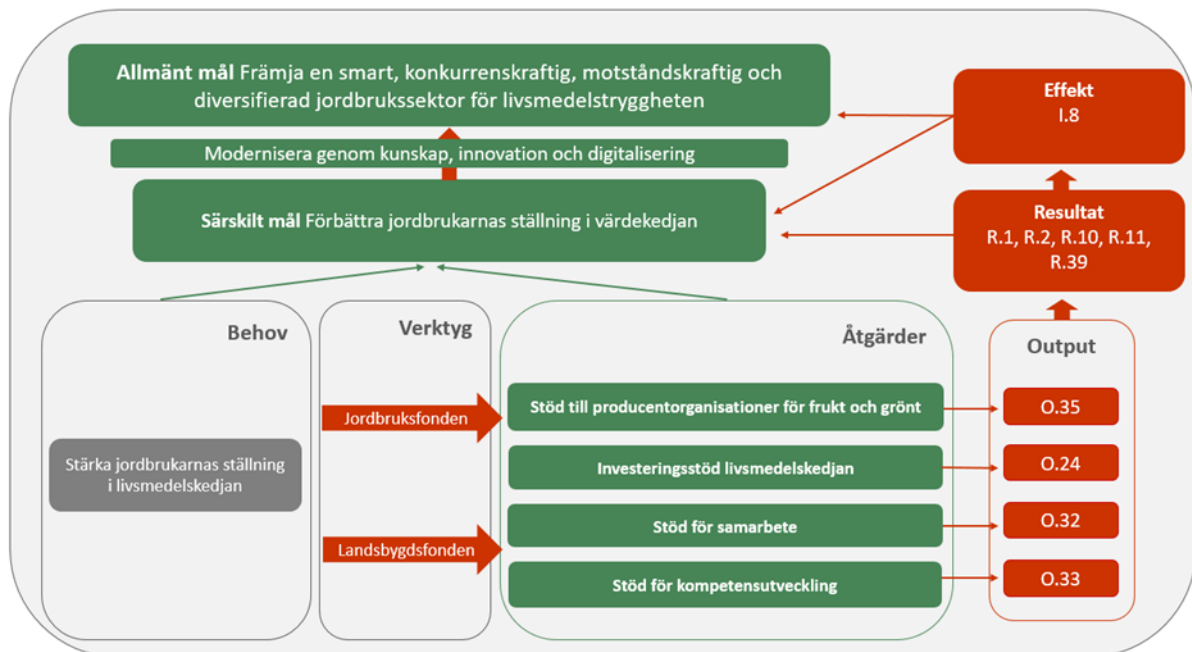 Allmänt mål Främja en smart, konkurrenskraftig, motståndskraftig och
diversifierad jordbrukssektor för livsmedelstryggheten
Effekt
I.8
Modernisera genom kunskap, innovation och digitalisering
Särskilt mål Förbättra jordbrukarnas ställning i värdekedjan
Resultat
R.1, R.2, R.10, R.11,
R.39
Behov
Stärka jordbrukarnas ställning
i livsmedelskedjan
Verktyg
Jordbruksfonden
Landsbygdsfonden
Åtgärder
Stöd till producentorganisationer för frukt och grönt
Investeringsstöd livsmedelskedjan
Stöd för samarbete
Stöd för kompetensutveckling
Output
O.35
O.24
O.32
O.33